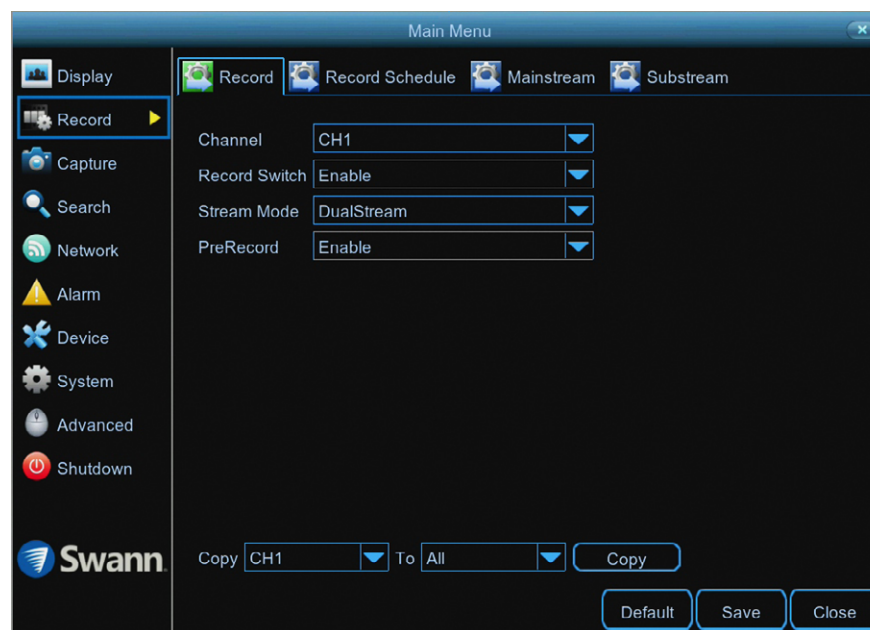 Main Menu
Display
Record
Capture
Search
Network
Alarm
Device
System
Advanced
Shutdown
Swann
Record Record Schedule Mainstream Substream
Channel CH1
Record Switch Enable
Stream Mode DualStream
PreRecord Enable
Copy CH1 To All Copy
Default Save Close